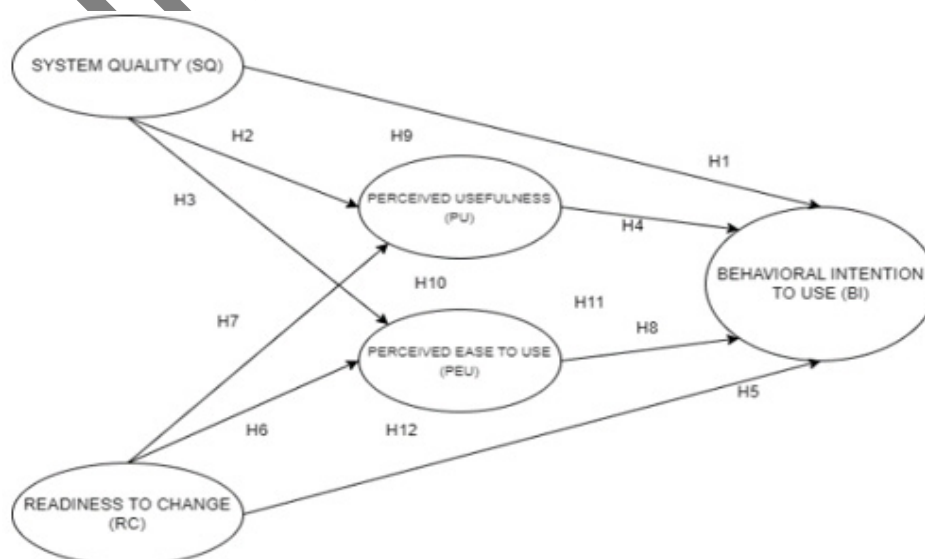 SYSTEM QUALITY (SQ)
H2
H9
H1
H3
PERCEIVED USEFULNESS
(PU)
H4
BEHAVIORAL INTENTION
TO USE (BI)
H10
H7
H11
H8
PERCEIVED EASE TO USE
(PEU)
H5
H6
H12
READINESS TO CHANGE
(RC)